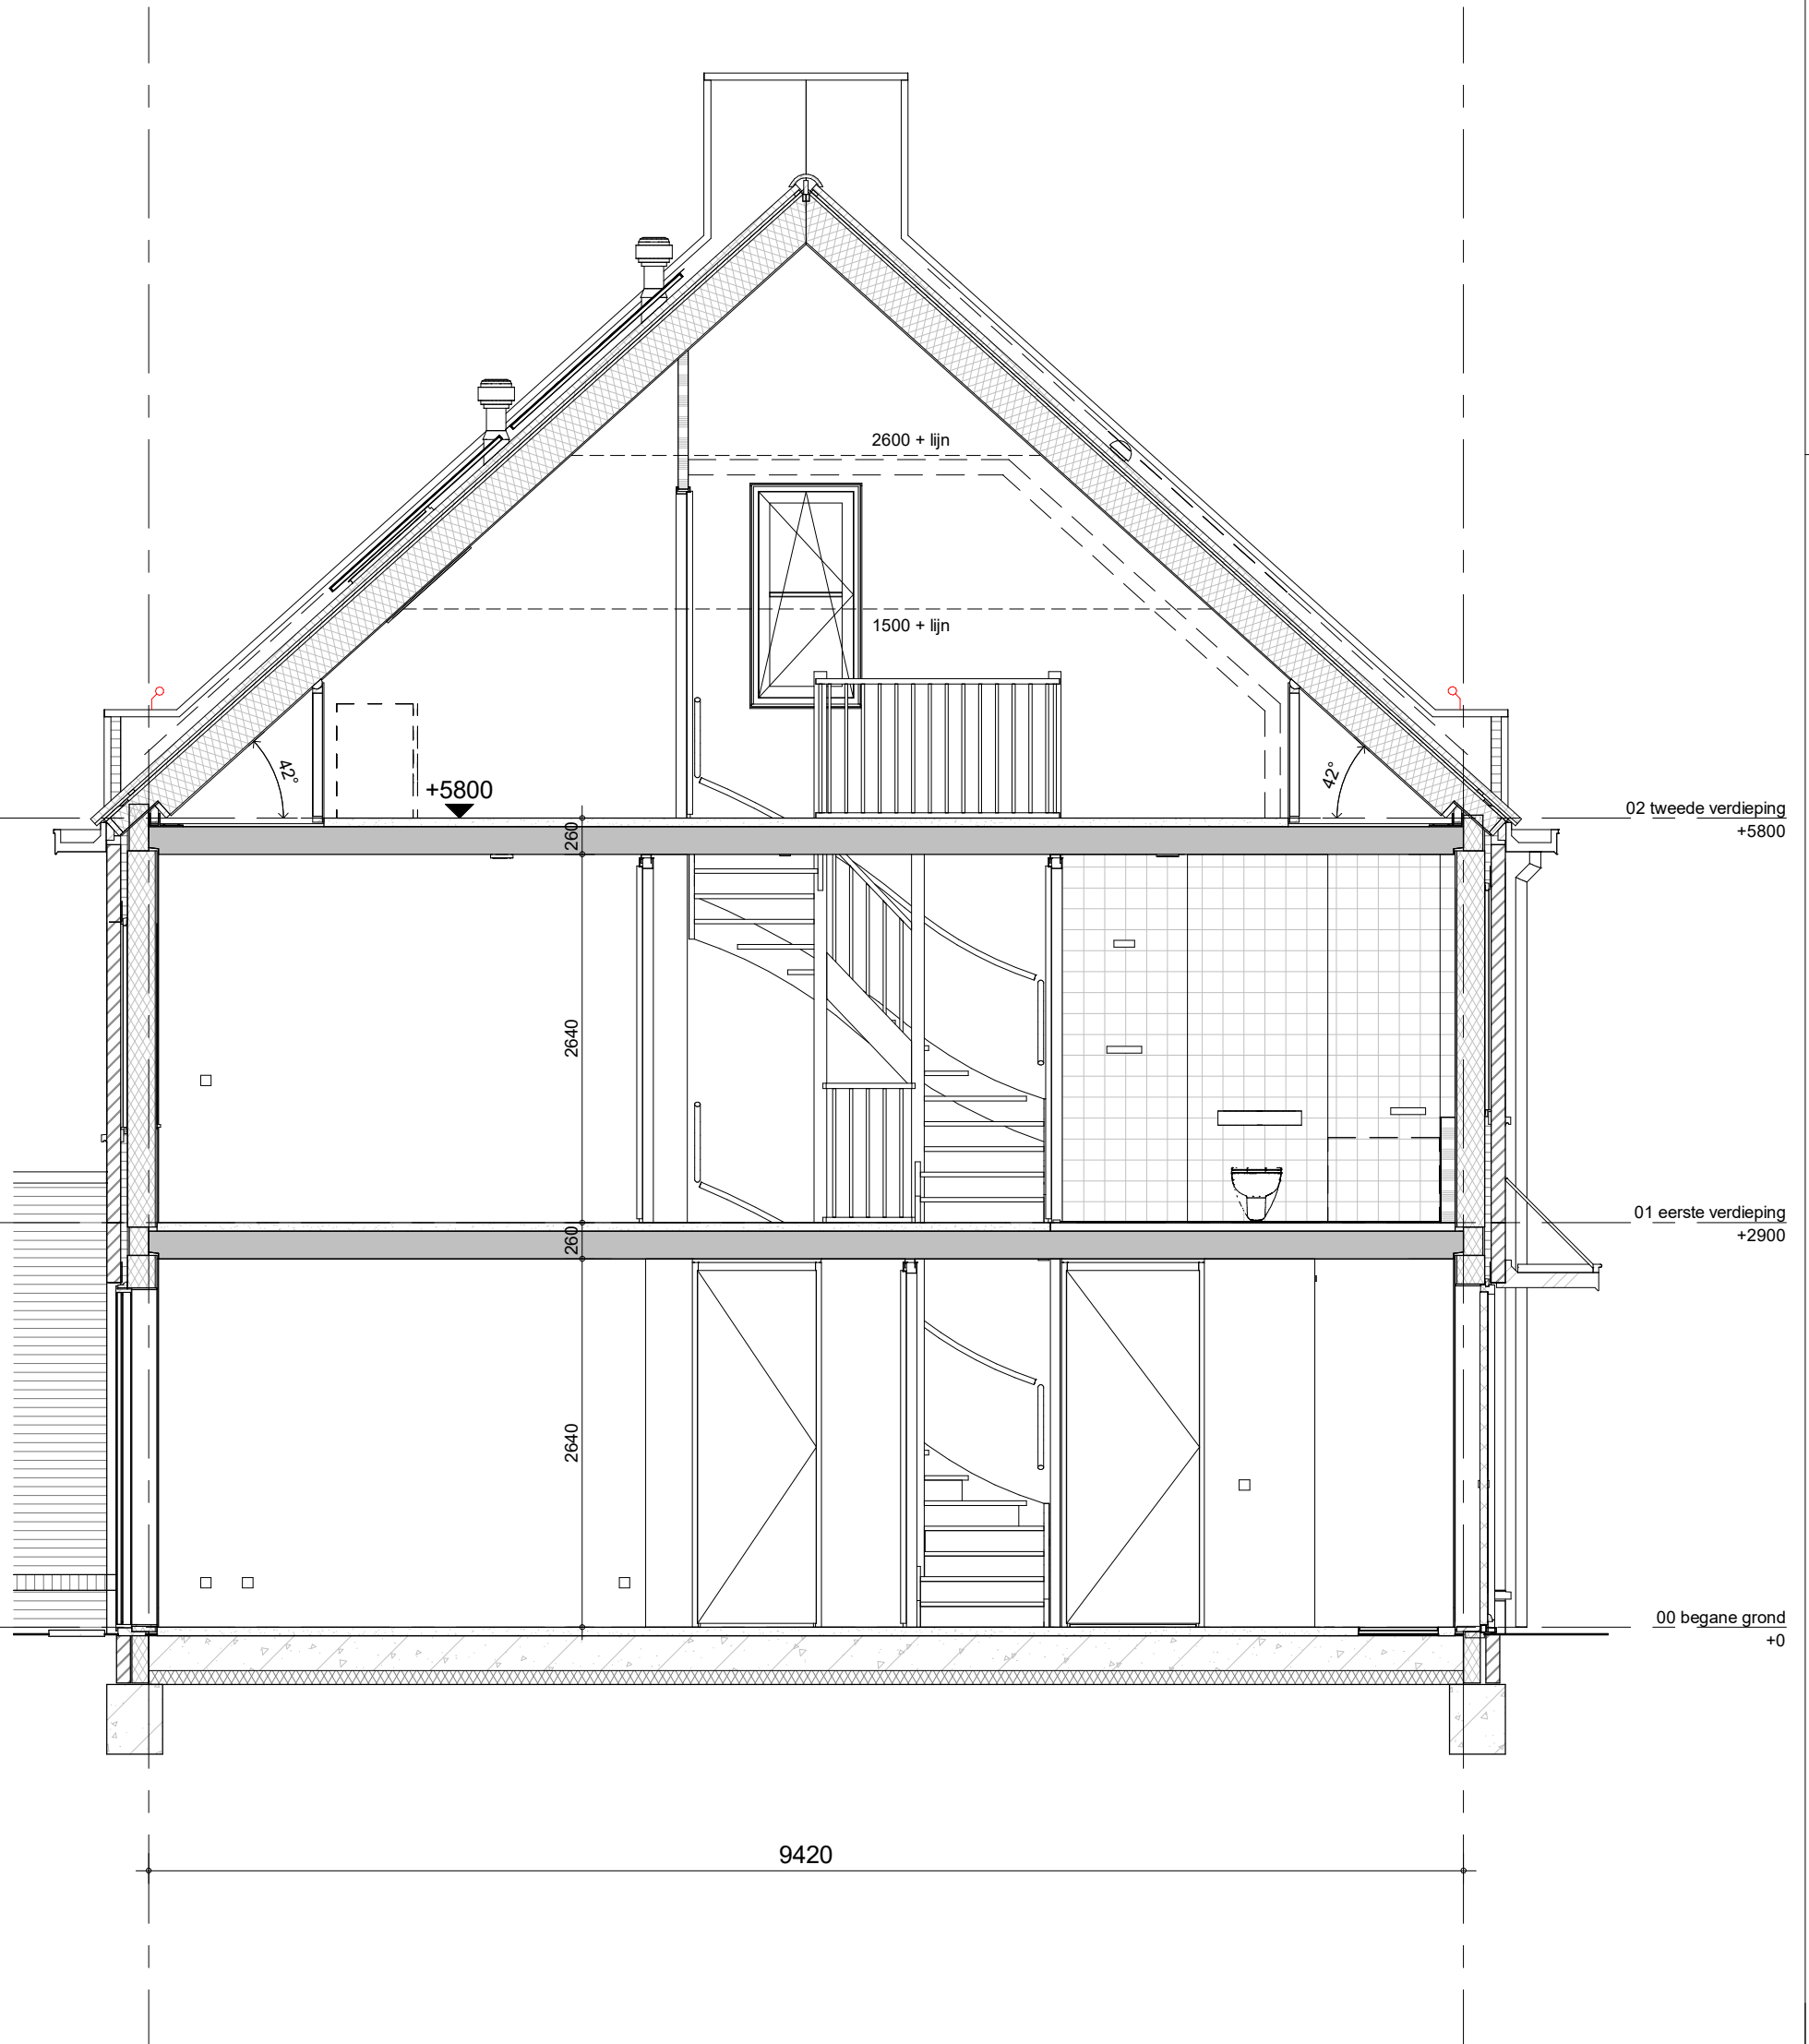 2600 + lijn
1500 + lijn
42°
+5800
42°
02 tweede verdieping
+5800
260
2640
01 eerste verdieping
+2900
260
2640
00 begane grond
+0
9420